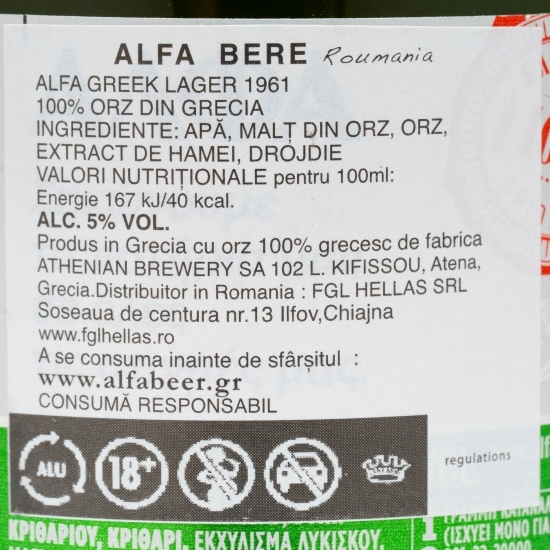 ALFA BERE Roumania
ALFA GREEK LAGER 1961
100% ORZ DIN GRECIA
INGREDIENTE: APĂ, MALȚ DIN ORZ, ORZ,
EXTRACT DE HAMEI, DROJDIE
VALORI NUTRIȚIONALE pentru 100ml:
Energie 167 kJ/40 kcal.
ALC. 5% VOL.
Produs in Grecia cu orz 100% grecesc de fabrica
ATHENIAN BREWERY SA 102 L. KIFISSOU, Atena,
Grecia.Distribuitor in Romania : FGL HELLAS SRL
Soseaua de centura nr.13 Ilfov,Chiajna
www.fglhellas.ro
A se consuma inainte de sfârșitul :
www.alfabeer.gr
CONSUMĂ RESPONSABIL
ALU 18+
regulations
ΚΡΙΘΑΡΙΟΥ, ΚΡΙΘΑΡΙ, ΕΚΧΥΛΙΣΜΑ ΛΥΚΙΣΚΟΥ,
(ΙΣΧΥΕΙ ΜΟΝΟ ΓΙΑ